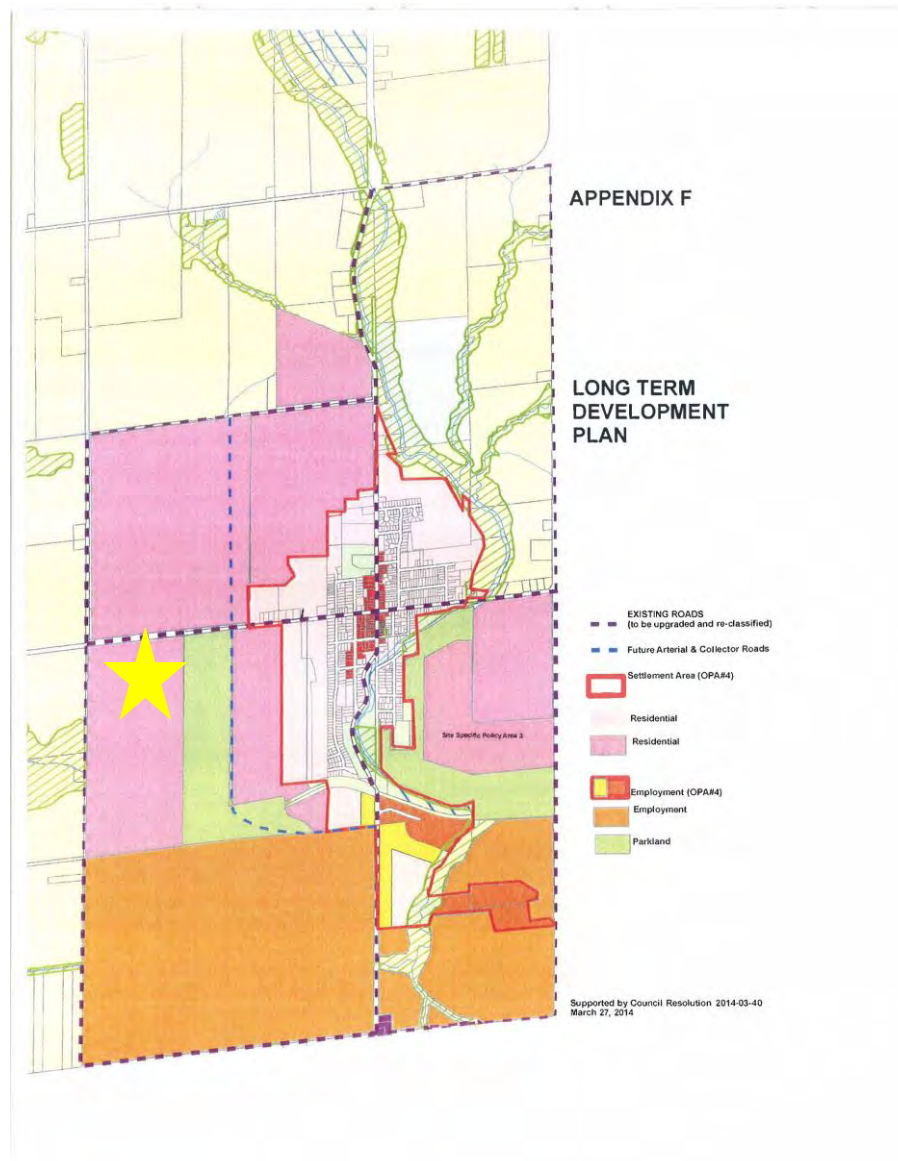 APPENDIX F
LONG TERM
DEVELOPMENT
PLAN
EXISTING ROADS
(to be upgraded and re-classified)
Future Arterial & Collector Roads
Settlement Area (OPA#4)
Residential
Site Specific Policy Area 3
Residential
Employment (OPA#4)
Employment
Parkland
Supported by Council Resolution 2014-03-40
March 27, 2014